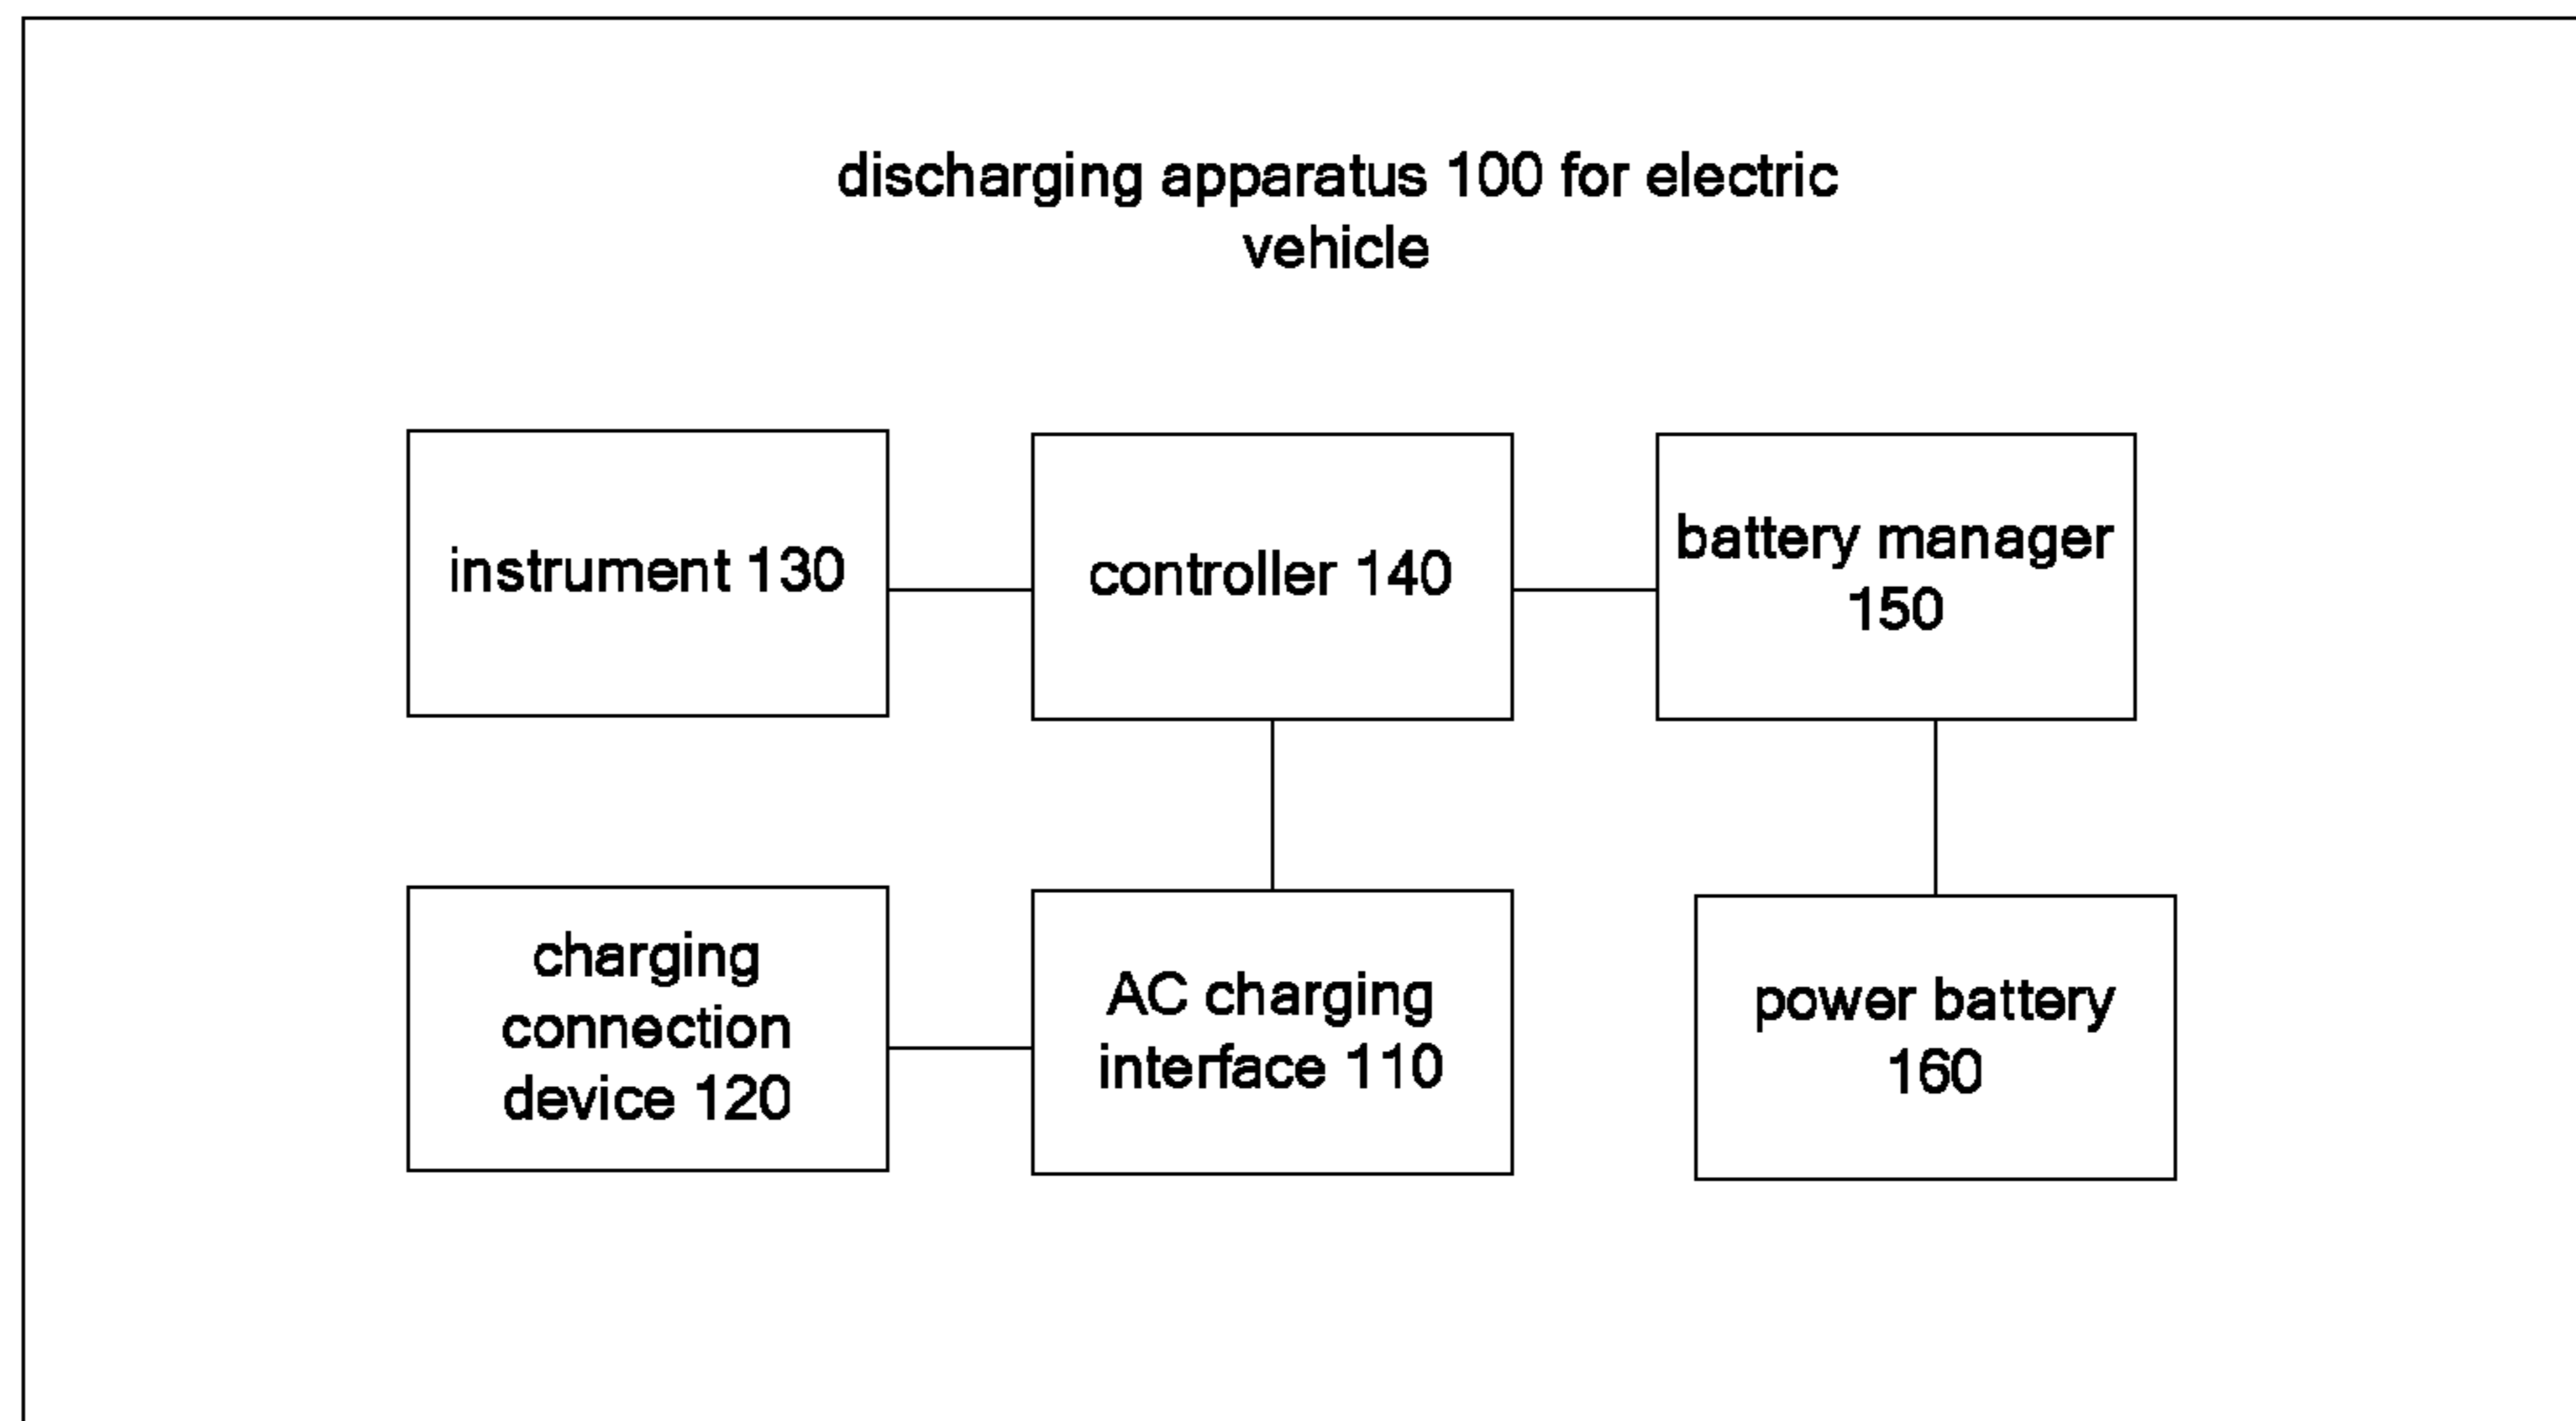 discharging apparatus 100 for electric
vehicle
instrument 130
controller 140
battery manager
150
charging
connection
device 120
AC charging
interface 110
power battery
160